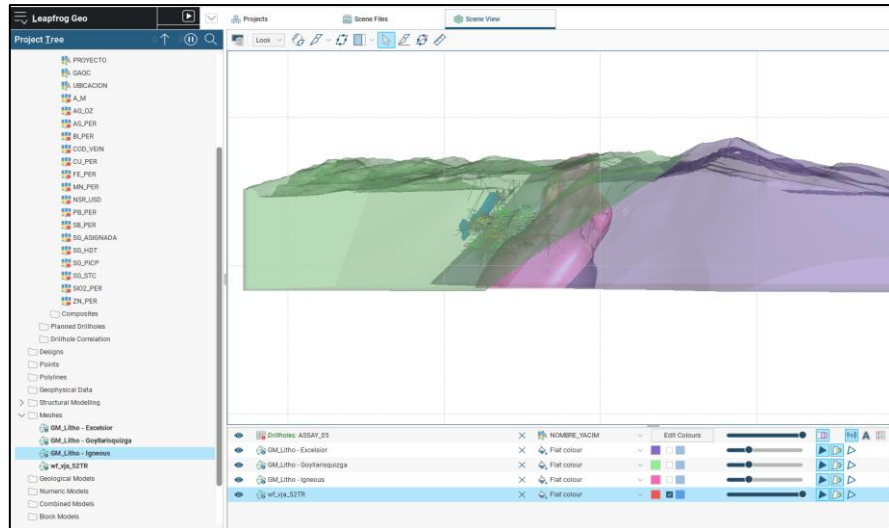 Leapfrog Geo
Projects
Scene Files
Scene View
Project Tree
Look
PROYECTO
QAQC
UBICACION
A_M
AG_OZ
AS_PER
BI_PER
COD_VEIN
CU_PER
FE_PER
MN_PER
NSR_USD
PB_PER
SB_PER
SG_ASIGNADA
SG_HDT
SG_PICP
SG_STC
SIO2_PER
ZN_PER
Composites
Planned Drillholes
Drillhole Correlation
Designs
Points
Polylines
Geophysical Data
Structural Modelling
Meshes
GM_Litho - Excelsior
GM_Litho - Goyllarisquizga
GM_Litho - Igneous
wf_vja_S2TR
Geological Models
Numeric Models
Combined Models
Block Models
Drillholes: ASSAY_05 NOMBRE_YACIM Edit Colours
GM_Litho - Excelsior Flat colour
GM_Litho - Goyllarisquizga Flat colour
GM_Litho - Igneous Flat colour
wf_vja_S2TR Flat colour